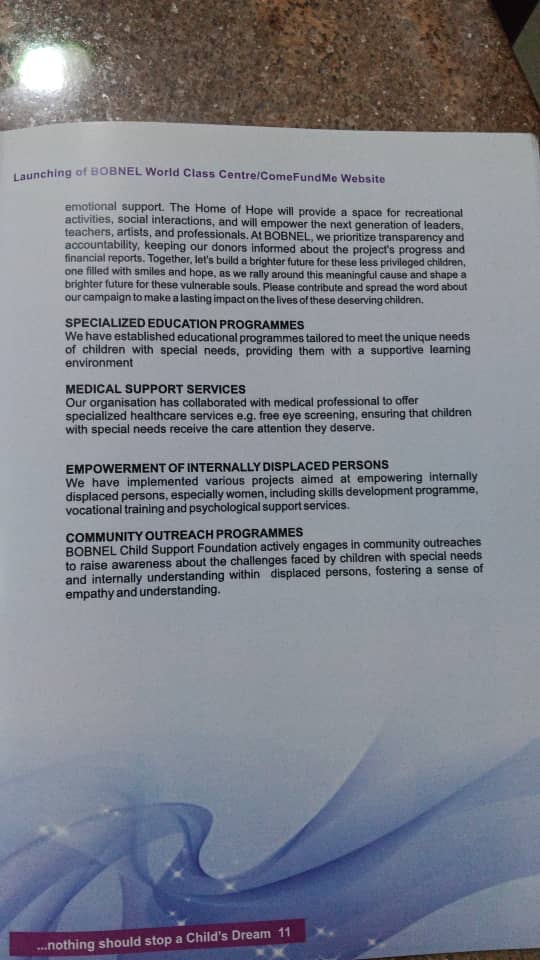 Launching of BOBNEL World Class Centre/ComeFundMe Website
emotional support. The Home of Hope will provide a space for recreational
activities, social interactions, and will empower the next generation of leaders,
teachers, artists, and professionals. At BOBNEL, we prioritize transparency and
accountability, keeping our donors informed about the project's progress and
financial reports. Together, let's build a brighter future for these less privileged children,
one filled with smiles and hope, as we rally around this meaningful cause and shape a
brighter future for these vulnerable souls. Please contribute and spread the word about
our campaign to make a lasting impact on the lives of these deserving children.
SPECIALIZED EDUCATION PROGRAMMES
We have established educational programmes tailored to meet the unique needs
of children with special needs, providing them with a supportive learning
environment
MEDICAL SUPPORT SERVICES
Our organisation has collaborated with medical professional to offer
specialized healthcare services e.g. free eye screening, ensuring that children
with special needs receive the care attention they deserve.
EMPOWERMENT OF INTERNALLY DISPLACED PERSONS
We have implemented various projects aimed at empowering internally
displaced persons, especially women, including skills development programme,
vocational training and psychological support services.
COMMUNITY OUTREACH PROGRAMMES
BOBNEL Child Support Foundation actively engages in community outreaches
to raise awareness about the challenges faced by children with special needs
and internally understanding within displaced persons, fostering a sense of
empathy and understanding.
...nothing should stop a Child's Dream 11